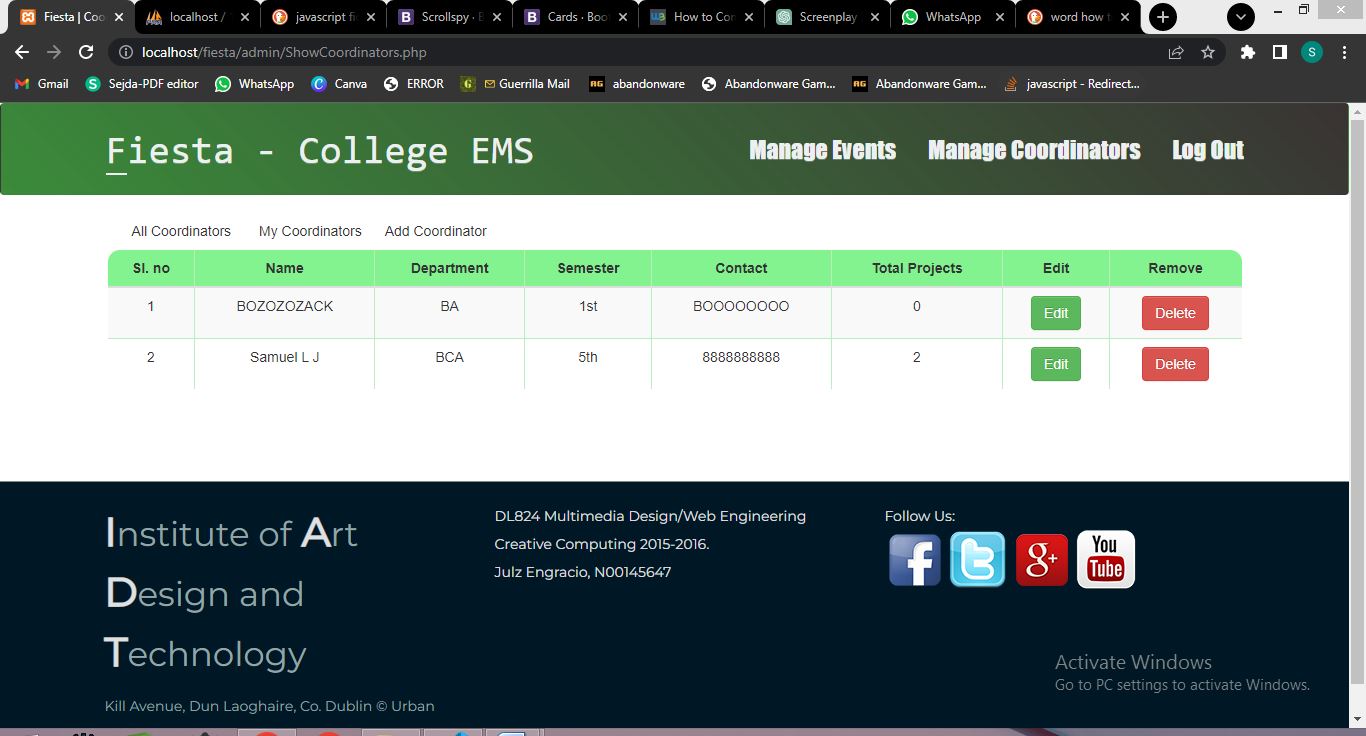 Fiesta | Coo
localhost /
javascript fi
Scrollspy · B
Cards · Boo
How to Con
Screenplay
WhatsApp
word how t
localhost/fiesta/admin/ShowCoordinators.php
S
Gmail
Sejda-PDF editor
WhatsApp
Canva
ERROR
Guerrilla Mail
abandonware
Abandonware Gam...
Abandonware Gam...
javascript - Redirect...
Fiesta - College EMS
Manage Events
Manage Coordinators
Log Out
All Coordinators
My Coordinators
Add Coordinator
Sl. no Name Department Semester Contact Total Projects Edit Remove
1 BOZOZOZACK BA 1st BOOOOOOOO 0 Edit Delete
2 Samuel L J BCA 5th 8888888888 2 Edit Delete
Institute of Art
Design and
Technology
Kill Avenue, Dun Laoghaire, Co. Dublin © Urban
DL824 Multimedia Design/Web Engineering
Creative Computing 2015-2016.
Julz Engracio, N00145647
Follow Us:
You
Tube
Activate Windows
Go to PC settings to activate Windows.